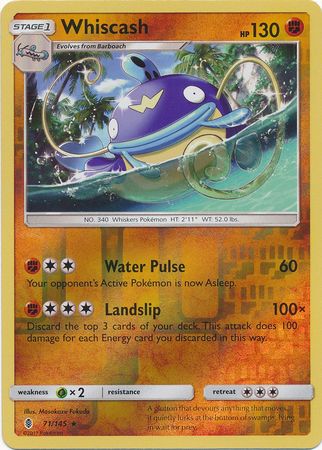 STAGE 1 Whiscash HP 130
Evolves from Barboach
NO. 340 Whiskers Pokémon HT: 2'11" WT: 52.0 lbs.
Water Pulse 60
Your opponent's Active Pokémon is now Asleep.
Landslip 100×
Discard the top 3 cards of your deck. This attack does 100
damage for each Energy card you discarded in this way.
weakness × 2 resistance retreat
Illus. Masakazu Fukuda
71/145 ★
©2017 Pokémon
A glutton that devours anything that moves,
it quietly lurks at the bottom of swamps, lying
in wait for prey.